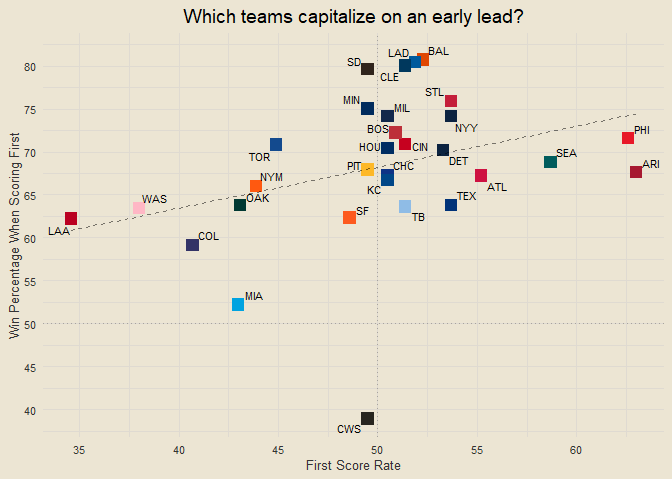 Which teams capitalize on an early lead?
Win Percentage When Scoring First
80
75
70
65
60
55
50
45
40
SD
LAD
BAL
CLE
STL
MIN
MIL
NYY
BOS
TOR
HOU
CIN
PHI
DET
SEA
ARI
PIT
CHC
KC
NYM
ATL
OAK
WAS
TEX
TB
SF
LAA
COL
MIA
CWS
35
40
45
50
55
60
First Score Rate